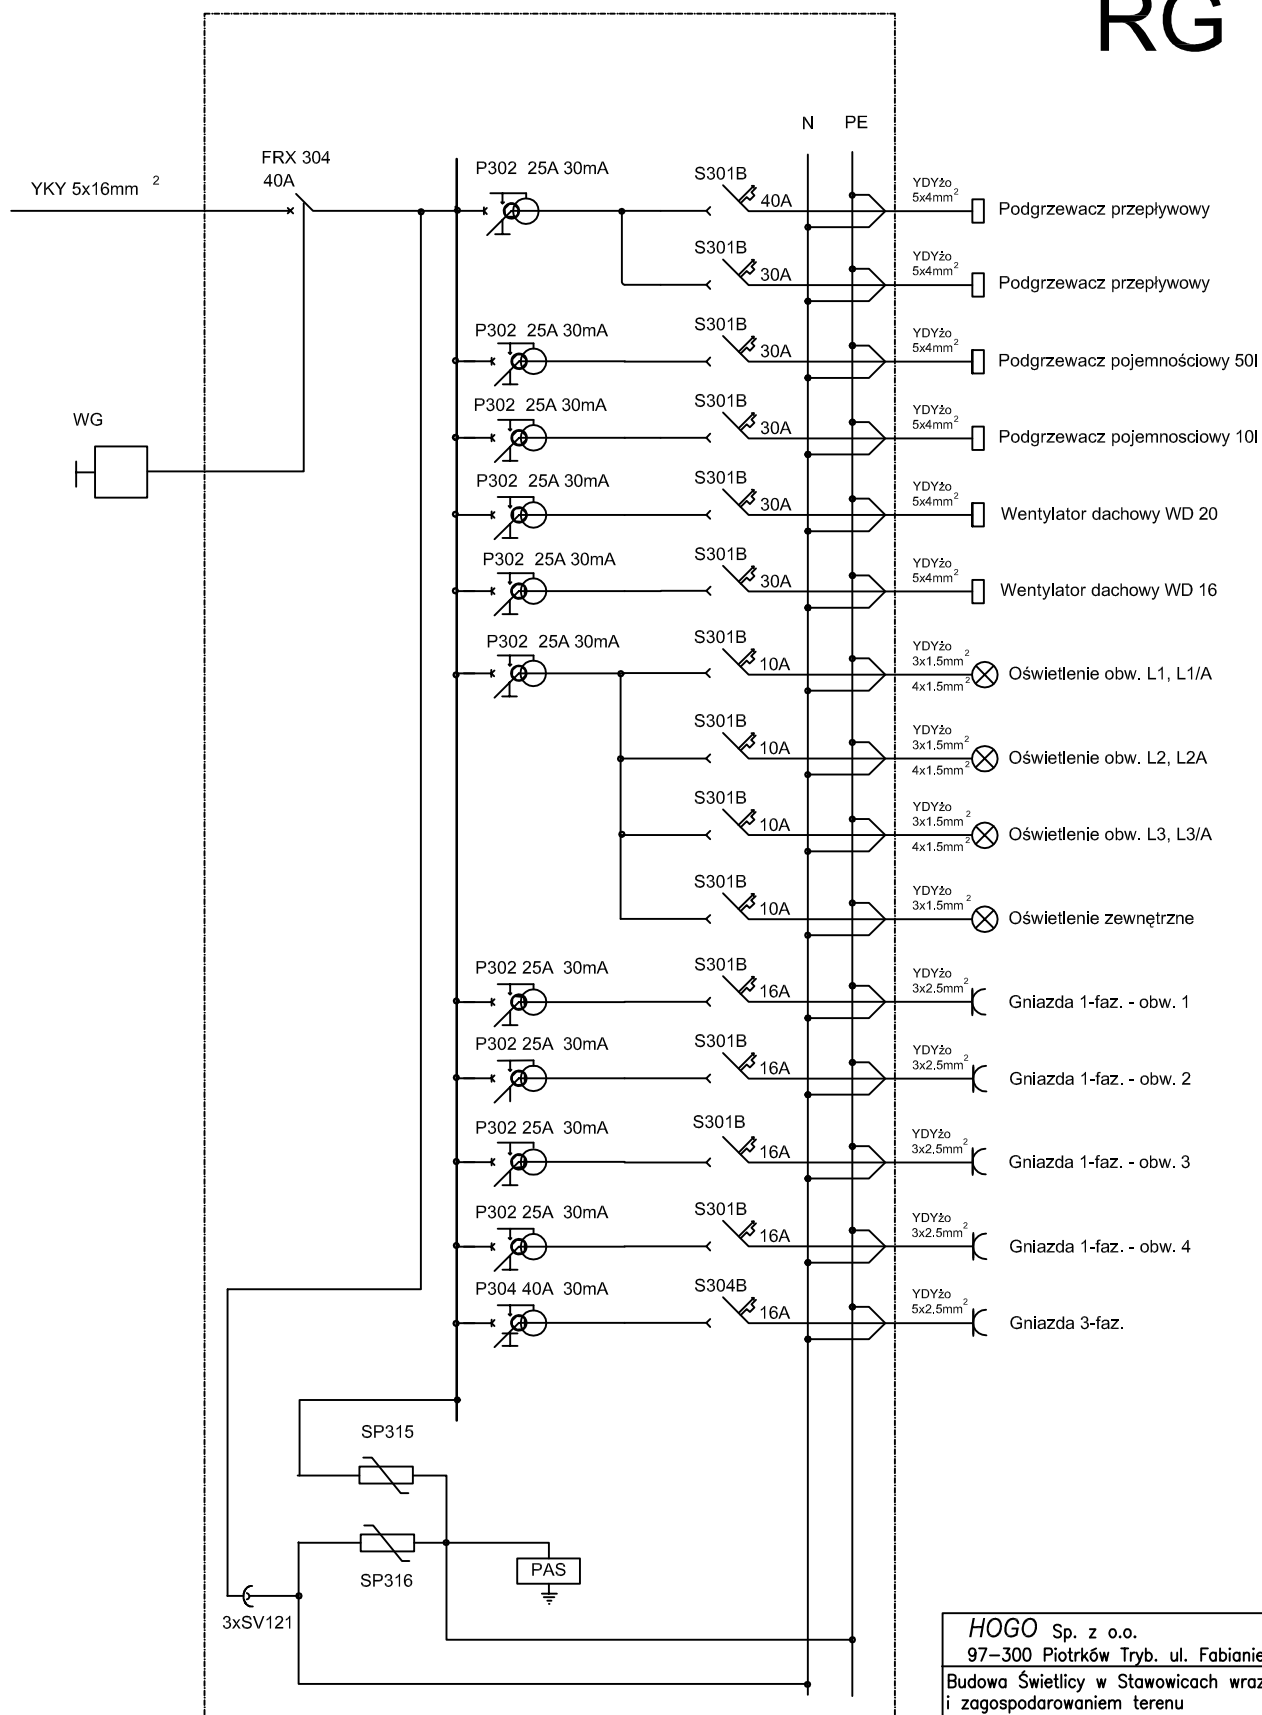 RG
N PE
YKY 5x16mm 2
FRX 304
40A
P302 25A 30mA
S301B
40A
YDYżo
5x4mm2
Podgrzewacz przepływowy
S301B
30A
YDYżo
5x4mm2
Podgrzewacz przepływowy
P302 25A 30mA
S301B
30A
YDYżo
5x4mm2
Podgrzewacz pojemnościowy 50l
WG
P302 25A 30mA
S301B
30A
YDYżo
5x4mm2
Podgrzewacz pojemnosciowy 10l
P302 25A 30mA
S301B
30A
YDYżo
5x4mm2
Wentylator dachowy WD 20
P302 25A 30mA
S301B
30A
YDYżo
5x4mm2
Wentylator dachowy WD 16
P302 25A 30mA
S301B
10A
YDYżo
3x1.5mm2
4x1.5mm2
Oświetlenie obw. L1, L1/A
S301B
10A
YDYżo
3x1.5mm2
4x1.5mm2
Oświetlenie obw. L2, L2A
S301B
10A
YDYżo
3x1.5mm2
4x1.5mm2
Oświetlenie obw. L3, L3/A
S301B
10A
YDYżo
3x1.5mm2
Oświetlenie zewnętrzne
P302 25A 30mA
S301B
16A
YDYżo
3x2.5mm2
Gniazda 1-faz. - obw. 1
P302 25A 30mA
S301B
16A
YDYżo
3x2.5mm2
Gniazda 1-faz. - obw. 2
P302 25A 30mA
S301B
16A
YDYżo
3x2.5mm2
Gniazda 1-faz. - obw. 3
P302 25A 30mA
S301B
16A
YDYżo
3x2.5mm2
Gniazda 1-faz. - obw. 4
P304 40A 30mA
S304B
16A
YDYżo
5x2.5mm2
Gniazda 3-faz.
SP315
SP316
PAS
3xSV121
HOGO Sp. z o.o.
97-300 Piotrków Tryb. ul. Fabianie
Budowa Świetlicy w Stawowicach wraz
i zagospodarowaniem terenu